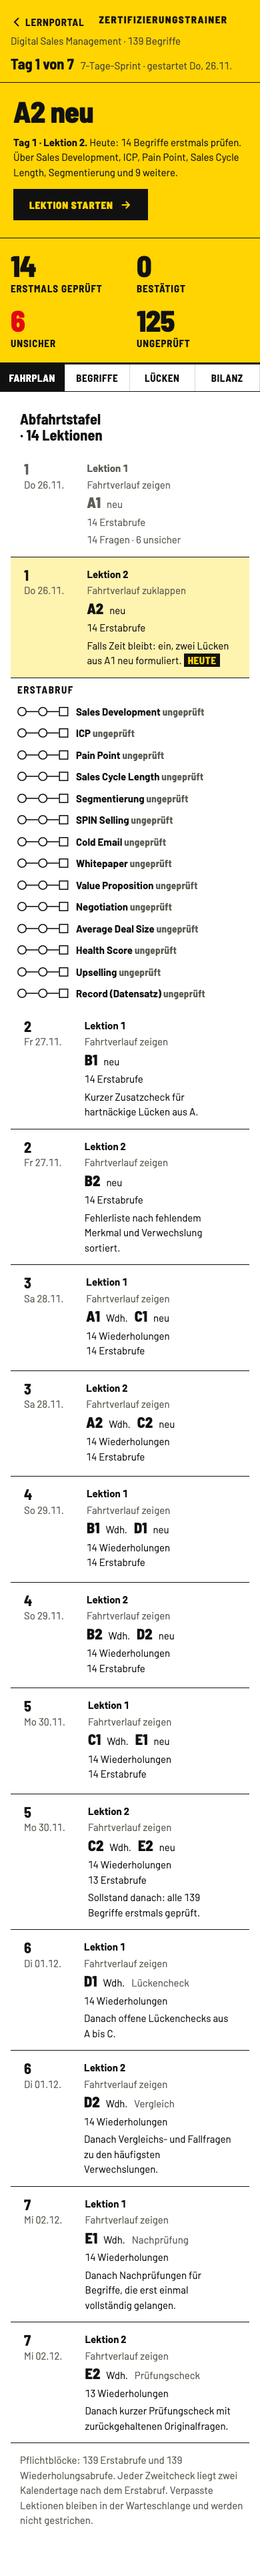 LERNPORTAL ZERTIFIZIERUNGSTRAINER
Digital Sales Management · 139 Begriffe
Tag 1 von 7 7-Tage-Sprint · gestartet Do, 26.11.
A2 neu
Tag 1 · Lektion 2. Heute: 14 Begriffe erstmals prüfen.
Über Sales Development, ICP, Pain Point, Sales Cycle
Length, Segmentierung und 9 weitere.
LEKTION STARTEN →
14
ERSTMALS GEPRÜFT
0
BESTÄTIGT
6
UNSICHER
125
UNGEPRÜFT
FAHRPLAN BEGRIFFE LÜCKEN BILANZ
Abfahrtstafel
· 14 Lektionen
1 Lektion 1
Do 26.11. Fahrtverlauf zeigen
A1 neu
14 Erstabrufe
14 Fragen · 6 unsicher
1 Lektion 2
Do 26.11. Fahrtverlauf zuklappen
A2 neu
14 Erstabrufe
Falls Zeit bleibt: ein, zwei Lücken
aus A1 neu formuliert. HEUTE
ERSTABRUF
Sales Development ungeprüft
ICP ungeprüft
Pain Point ungeprüft
Sales Cycle Length ungeprüft
Segmentierung ungeprüft
SPIN Selling ungeprüft
Cold Email ungeprüft
Whitepaper ungeprüft
Value Proposition ungeprüft
Negotiation ungeprüft
Average Deal Size ungeprüft
Health Score ungeprüft
Upselling ungeprüft
Record (Datensatz) ungeprüft
2 Lektion 1
Fr 27.11. Fahrtverlauf zeigen
B1 neu
14 Erstabrufe
Kurzer Zusatzcheck für
hartnäckige Lücken aus A.
2 Lektion 2
Fr 27.11. Fahrtverlauf zeigen
B2 neu
14 Erstabrufe
Fehlerliste nach fehlendem
Merkmal und Verwechslung
sortiert.
3 Lektion 1
Sa 28.11. Fahrtverlauf zeigen
A1 Wdh. C1 neu
14 Wiederholungen
14 Erstabrufe
3 Lektion 2
Sa 28.11. Fahrtverlauf zeigen
A2 Wdh. C2 neu
14 Wiederholungen
14 Erstabrufe
4 Lektion 1
So 29.11. Fahrtverlauf zeigen
B1 Wdh. D1 neu
14 Wiederholungen
14 Erstabrufe
4 Lektion 2
So 29.11. Fahrtverlauf zeigen
B2 Wdh. D2 neu
14 Wiederholungen
14 Erstabrufe
5 Lektion 1
Mo 30.11. Fahrtverlauf zeigen
C1 Wdh. E1 neu
14 Wiederholungen
14 Erstabrufe
5 Lektion 2
Mo 30.11. Fahrtverlauf zeigen
C2 Wdh. E2 neu
14 Wiederholungen
13 Erstabrufe
Sollstand danach: alle 139
Begriffe erstmals geprüft.
6 Lektion 1
Di 01.12. Fahrtverlauf zeigen
D1 Wdh. Lückencheck
14 Wiederholungen
Danach offene Lückenchecks aus
A bis C.
6 Lektion 2
Di 01.12. Fahrtverlauf zeigen
D2 Wdh. Vergleich
14 Wiederholungen
Danach Vergleichs- und Fallfragen
zu den häufigsten
Verwechslungen.
7 Lektion 1
Mi 02.12. Fahrtverlauf zeigen
E1 Wdh. Nachprüfung
14 Wiederholungen
Danach Nachprüfungen für
Begriffe, die erst einmal
vollständig gelangen.
7 Lektion 2
Mi 02.12. Fahrtverlauf zeigen
E2 Wdh. Prüfungscheck
13 Wiederholungen
Danach kurzer Prüfungscheck mit
zurückgehaltenen Originalfragen.
Pflichtblöcke: 139 Erstabrufe und 139
Wiederholungsabrufe. Jeder Zweitcheck liegt zwei
Kalendertage nach dem Erstabruf. Verpasste
Lektionen bleiben in der Warteschlange und werden
nicht gestrichen.